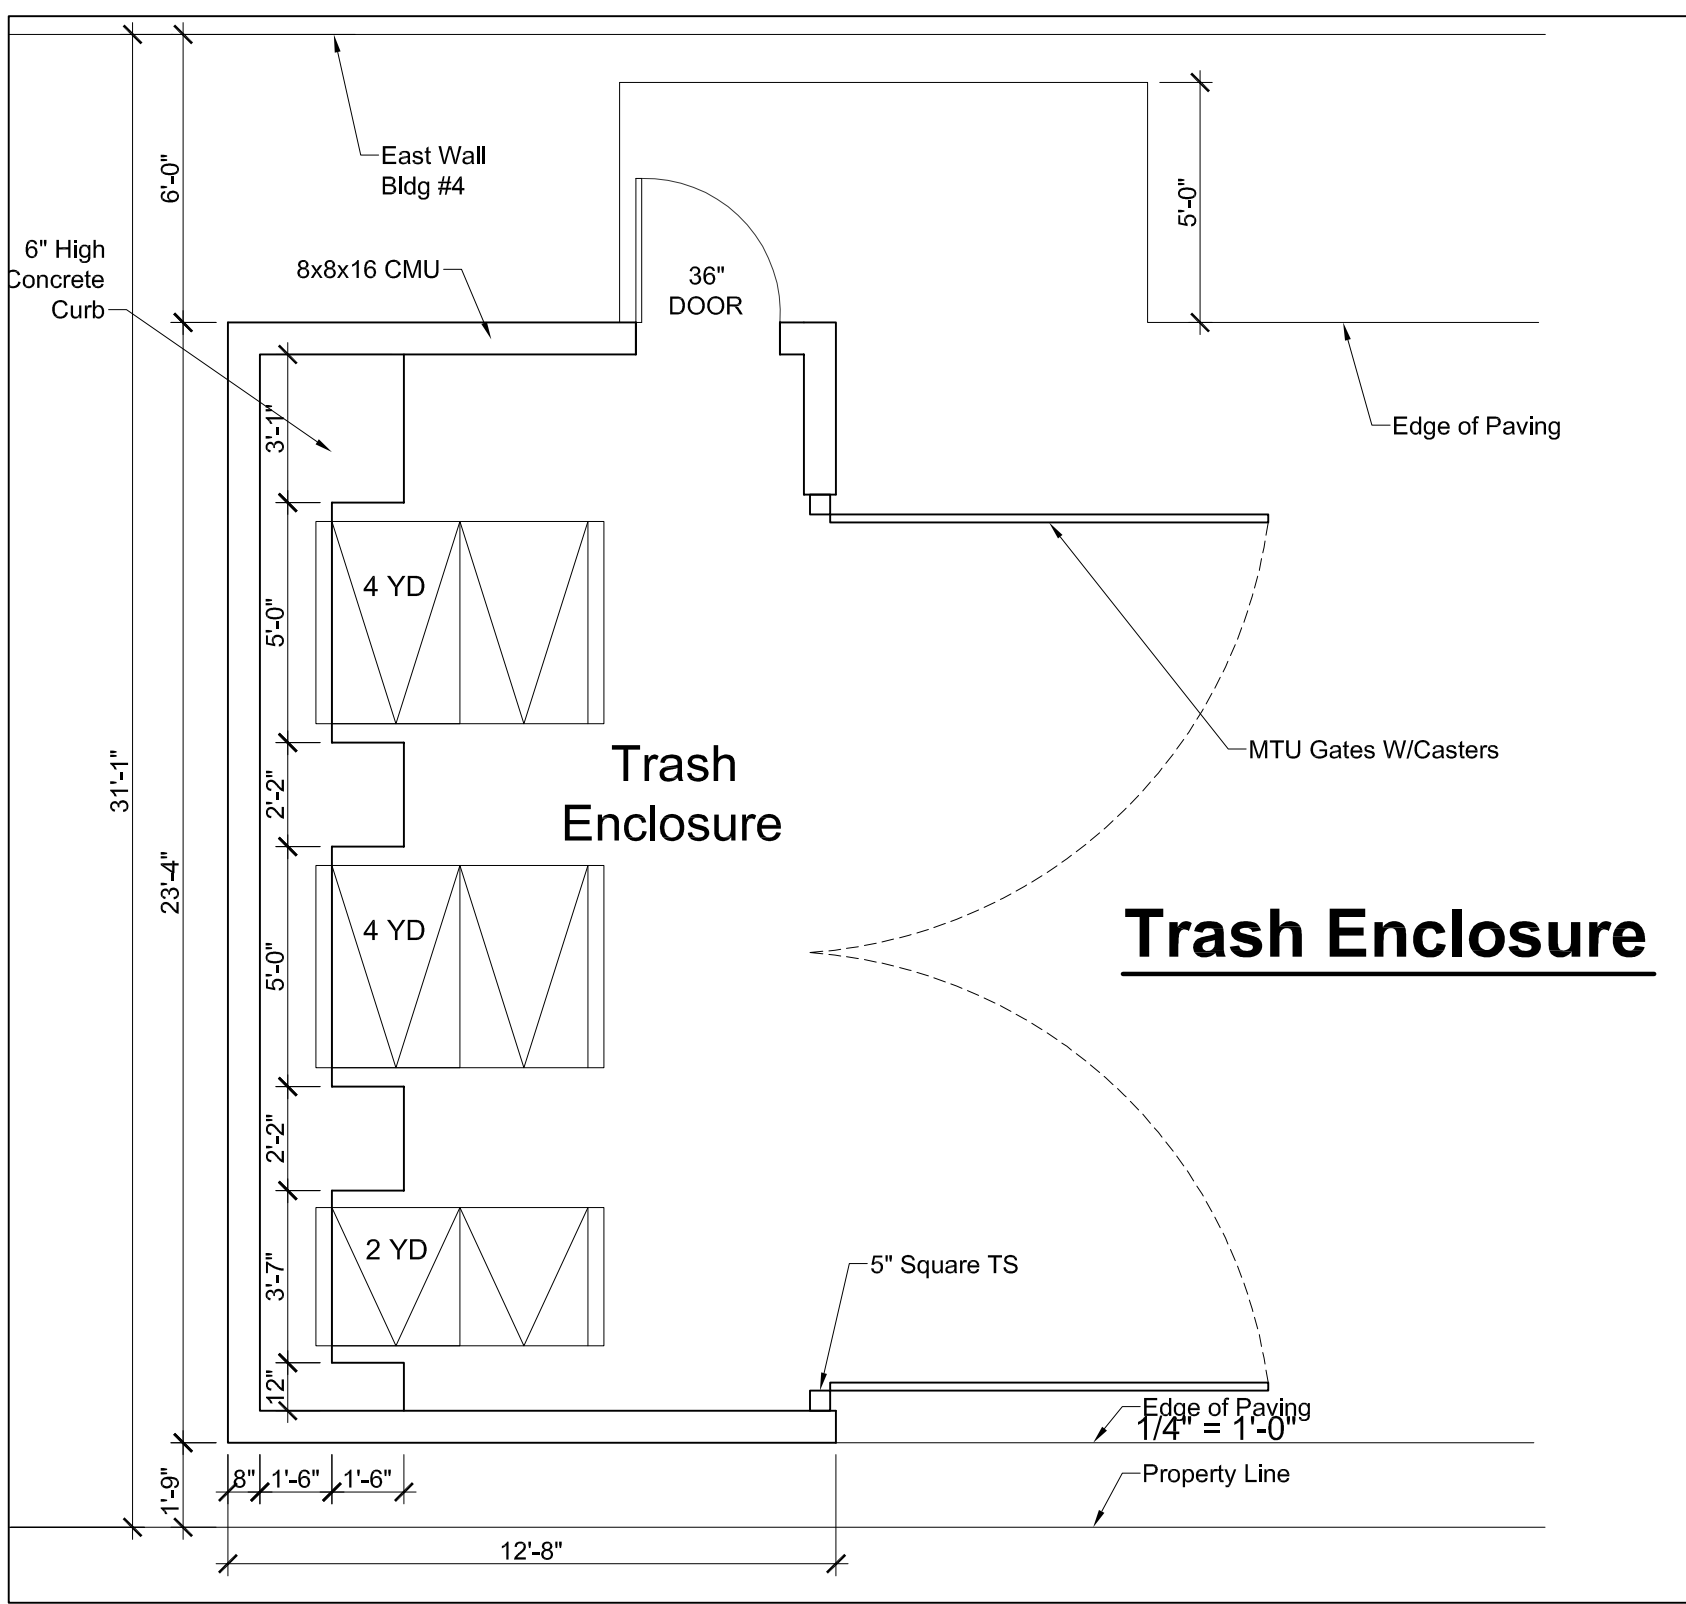 East Wall
Bldg #4
6'-0"
5'-0"
6" High
Concrete
Curb
8x8x16 CMU
36"
DOOR
Edge of Paving
3'-1"
4 YD
5'-0"
Trash
Enclosure
MTU Gates W/Casters
31'-1"
2'-2"
23'-4"
4 YD
5'-0"
Trash Enclosure
2'-2"
2 YD
3'-7"
5" Square TS
12"
Edge of Paving
1/4" = 1'-0"
Property Line
1'-9"
8"
1'-6"
1'-6"
12'-8"